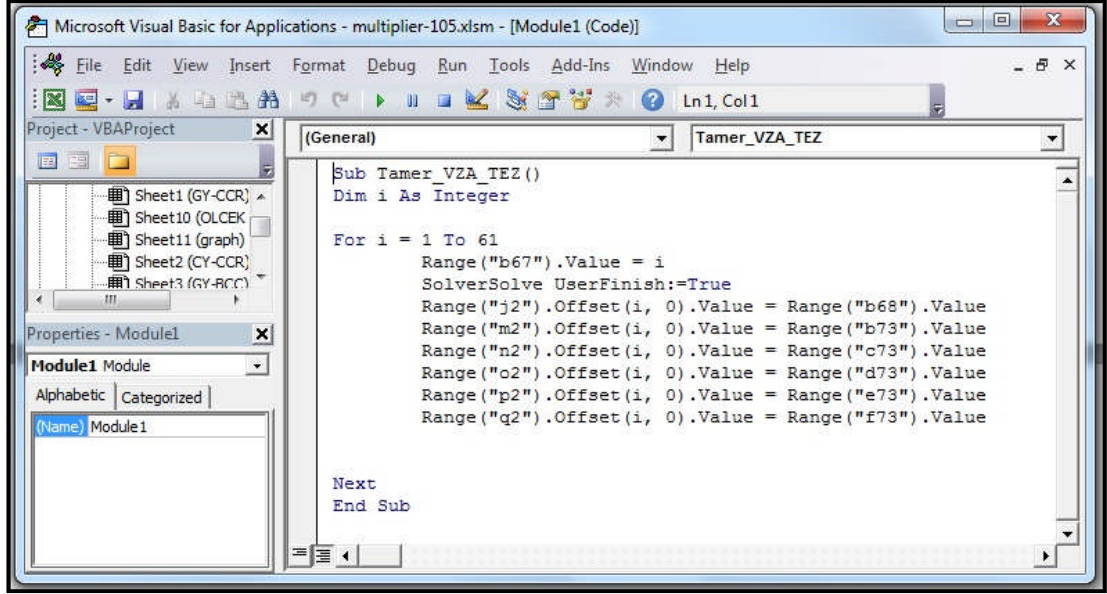 Microsoft Visual Basic for Applications - multiplier-105.xlsm - [Module1 (Code)]
File Edit View Insert Format Debug Run Tools Add-Ins Window Help
Ln 1, Col 1
Project - VBAProject
Sheet1 (GY-CCR)
Sheet10 (OLCEK
Sheet11 (graph)
Sheet2 (CY-CCR)
Sheet3 (GY-BCC)
Properties - Module1
Module1 Module
Alphabetic Categorized
(Name) Module1
(General) Tamer_VZA_TEZ
Sub Tamer_VZA_TEZ()
Dim i As Integer
For i = 1 To 61
Range("b67").Value = i
SolverSolve UserFinish:=True
Range("j2").Offset(i, 0).Value = Range("b68").Value
Range("m2").Offset(i, 0).Value = Range("b73").Value
Range("n2").Offset(i, 0).Value = Range("c73").Value
Range("o2").Offset(i, 0).Value = Range("d73").Value
Range("p2").Offset(i, 0).Value = Range("e73").Value
Range("q2").Offset(i, 0).Value = Range("f73").Value
Next
End Sub